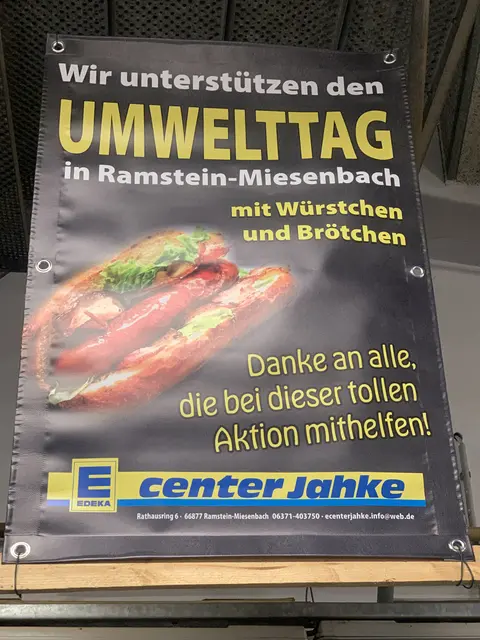 Wir unterstützen den
UMWELTTAG
in Ramstein-Miesenbach
mit Würstchen
und Brötchen
Danke an alle,
die bei dieser tollen
Aktion mithelfen!
E
EDEKA
center Jahke
Rathausring 6 - 66877 Ramstein-Miesenbach 06371-403750 - ecenterjahke.info@web.de